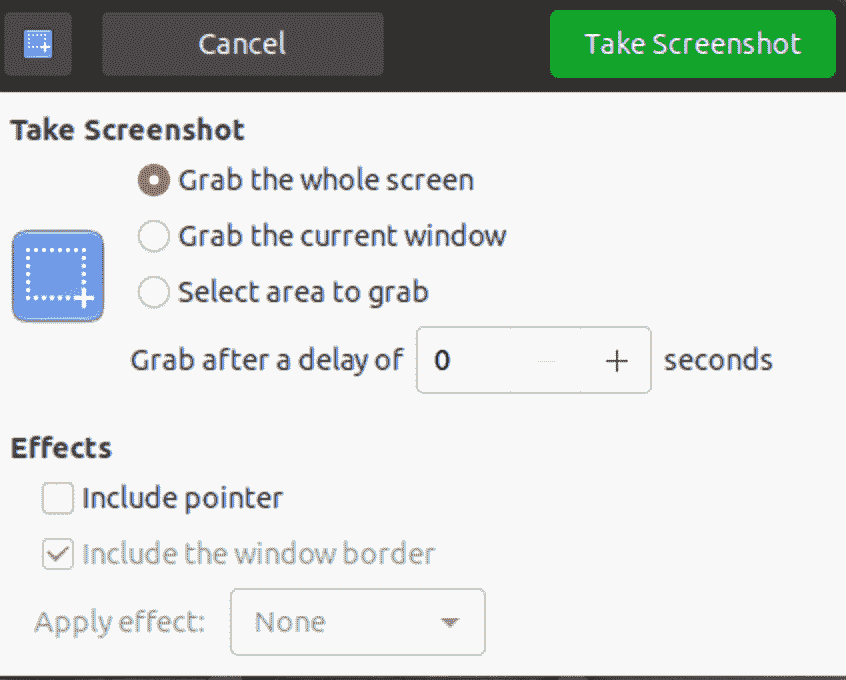 Cancel Take Screenshot
Take Screenshot
Grab the whole screen
Grab the current window
Select area to grab
Grab after a delay of 0 − + seconds
Effects
Include pointer
Include the window border
Apply effect: None